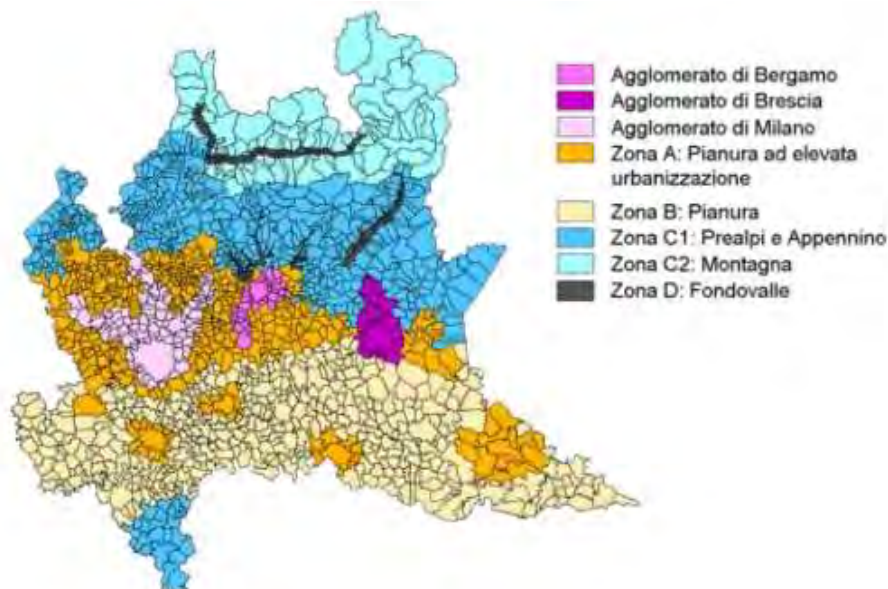 Agglomerato di Bergamo
Agglomerato di Brescia
Agglomerato di Milano
Zona A: Pianura ad elevata
urbanizzazione
Zona B: Pianura
Zona C1: Prealpi e Appennino
Zona C2: Montagna
Zona D: Fondovalle